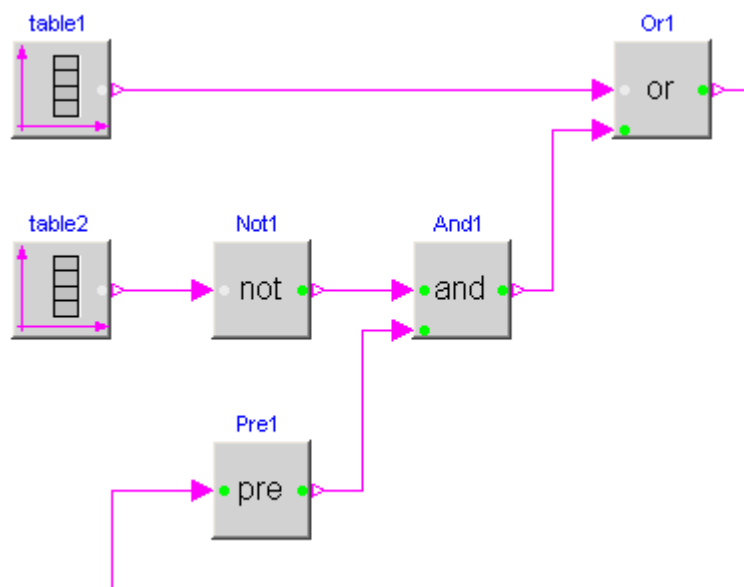 table1
Or1
or
table2
Not1
And1
not
and
Pre1
pre